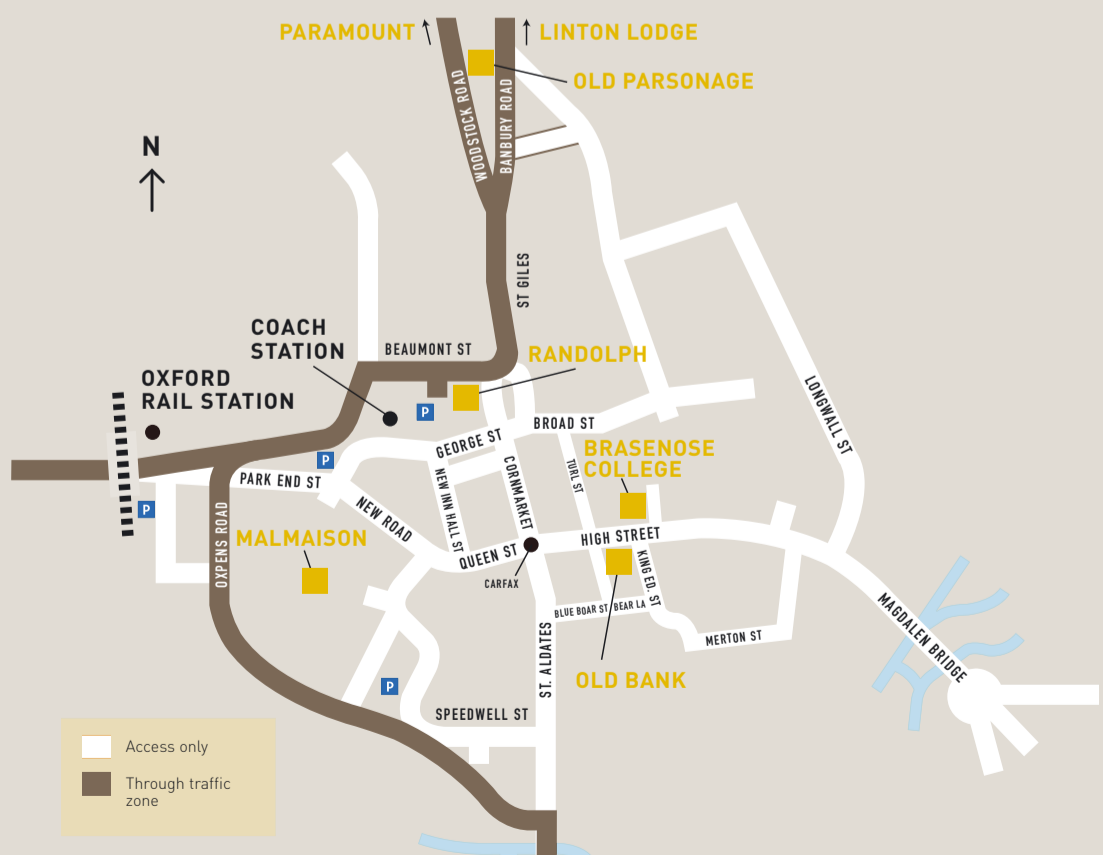 PARAMOUNT
LINTON LODGE
OLD PARSONAGE
WOODSTOCK ROAD
BANBURY ROAD
N
ST GILES
COACH
STATION
BEAUMONT ST
RANDOLPH
OXFORD
RAIL STATION
P
LONGWALL ST
BROAD ST
GEORGE ST
BRASENOSE
COLLEGE
P
PARK END ST
CORNMARKET
TURL ST
NEW INN HALL ST
NEW ROAD
P
OXPENS ROAD
MALMAISON
QUEEN ST
HIGH STREET
CARFAX
KING ED. ST
BLUE BOAR ST
BEAR LA
MERTON ST
MAGDALEN BRIDGE
ST. ALDATES
OLD BANK
P
SPEEDWELL ST
Access only
Through traffic
zone